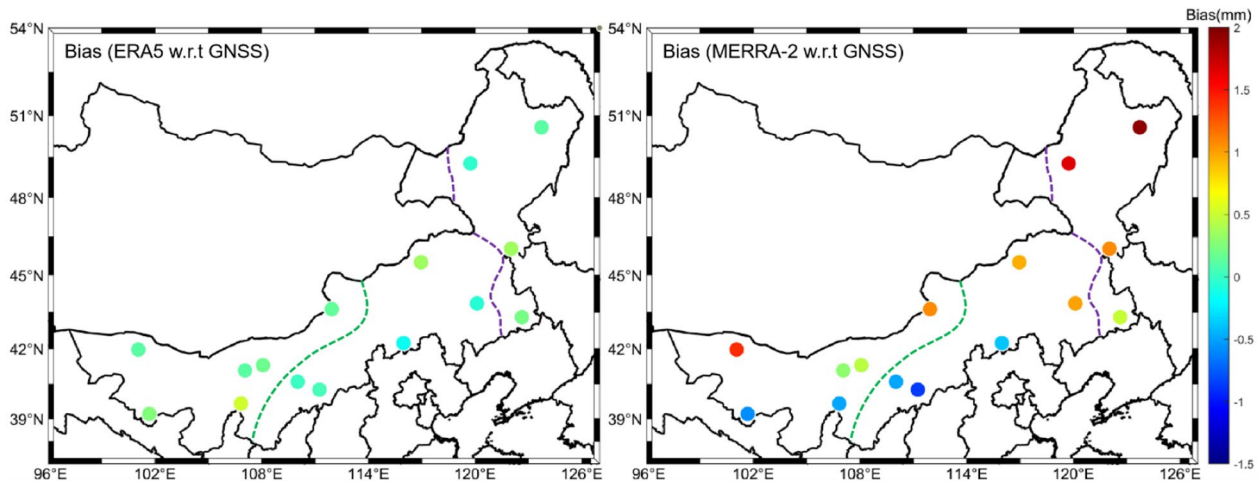 Bias (ERA5 w.r.t GNSS)
54°N
51°N
48°N
45°N
42°N
39°N
96°E 102°E 108°E 114°E 120°E 126°E
Bias (MERRA-2 w.r.t GNSS)
54°N
51°N
48°N
45°N
42°N
39°N
96°E 102°E 108°E 114°E 120°E 126°E
Bias(mm)
2
1.5
1
0.5
0
-0.5
-1
-1.5